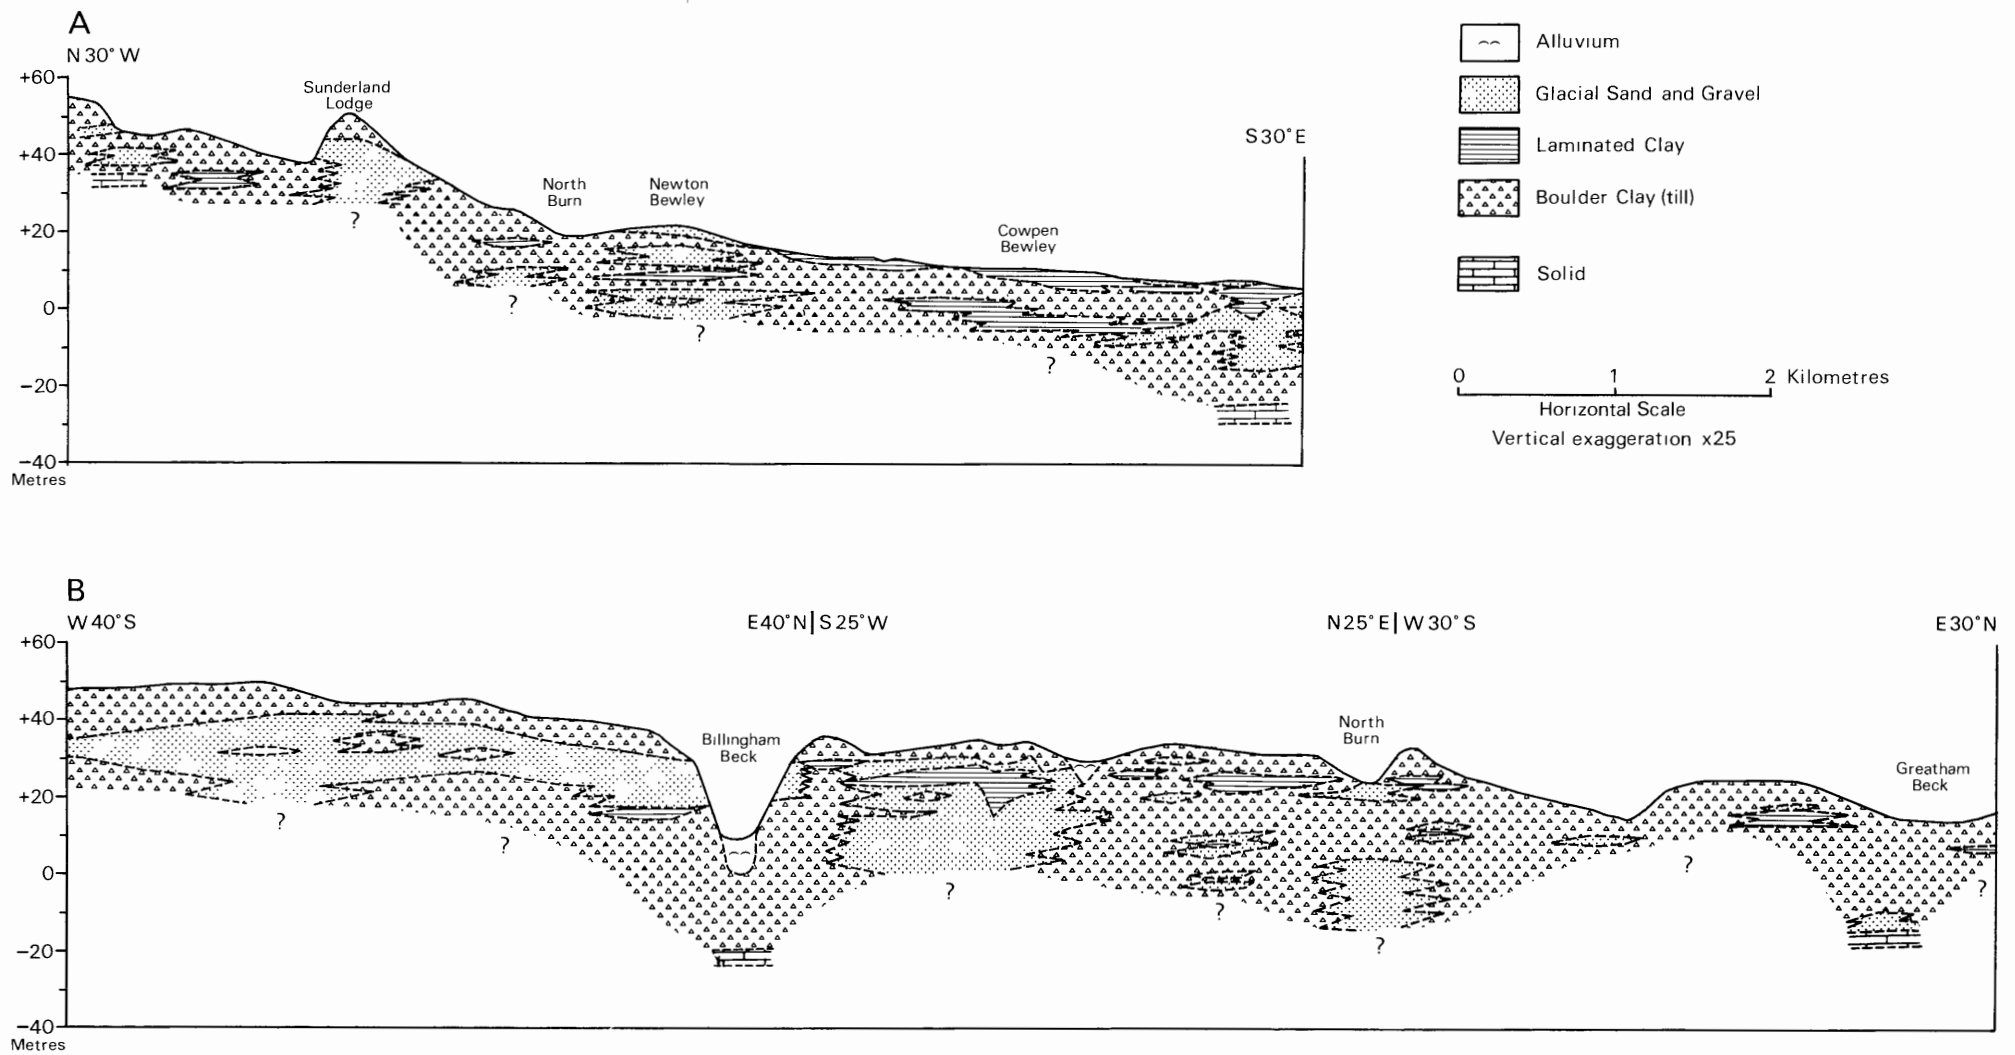 A
N 30° W
+60
+40
+20
0
−20
−40
Metres
Sunderland
Lodge
North
Burn
Newton
Bewley
Cowpen
Bewley
S 30° E
?
?
?
?
Alluvium
Glacial Sand and Gravel
Laminated Clay
Boulder Clay (till)
Solid
0 1 2 Kilometres
Horizontal Scale
Vertical exaggeration x25
B
W 40° S
E 40° N | S 25° W
N 25° E | W 30° S
E 30° N
+60
+40
+20
0
−20
−40
Metres
Billingham
Beck
North
Burn
Greatham
Beck
?
?
?
?
?
?
?